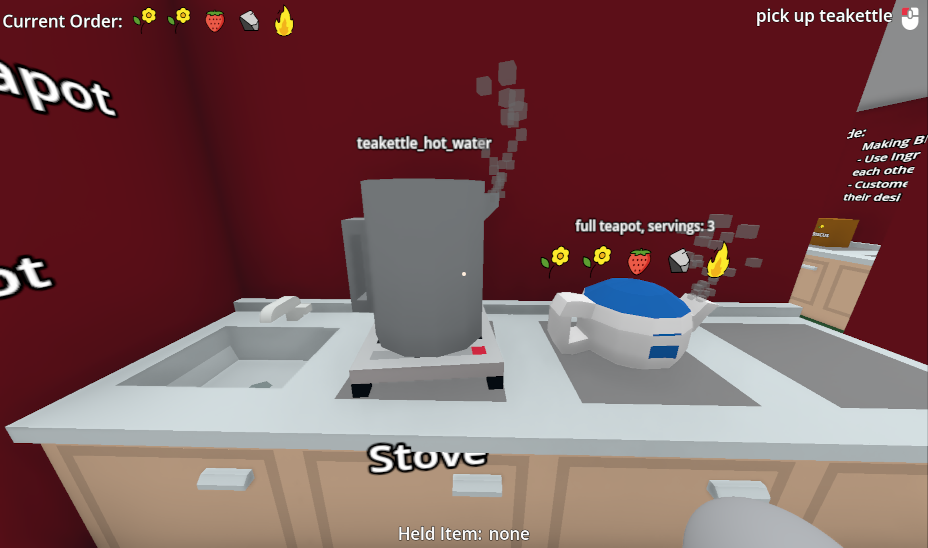 Current Order:
pick up teakettle
apot
teakettle_hot_water
de:
Making B
- Use Ingr
each othe
- Custome
their desi
full teapot, servings: 3
ot
Stove
Held Item: none